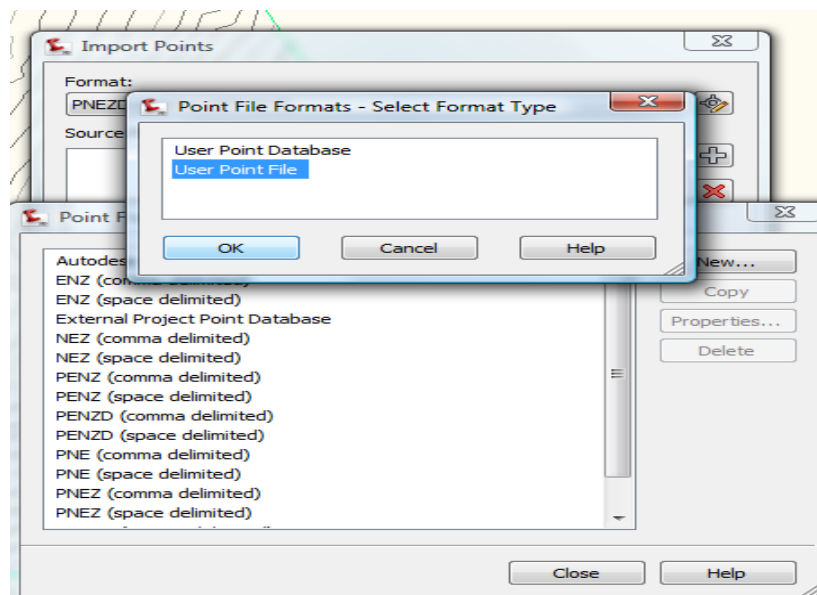 Import Points
Format:
PNEZD
Source
Point File Formats - Select Format Type
User Point Database
User Point File
OK Cancel Help
Point F
Autodes
ENZ (comma delimited)
ENZ (space delimited)
External Project Point Database
NEZ (comma delimited)
NEZ (space delimited)
PENZ (comma delimited)
PENZ (space delimited)
PENZD (comma delimited)
PENZD (space delimited)
PNE (comma delimited)
PNE (space delimited)
PNEZ (comma delimited)
PNEZ (space delimited)
New...
Copy
Properties...
Delete
Close Help